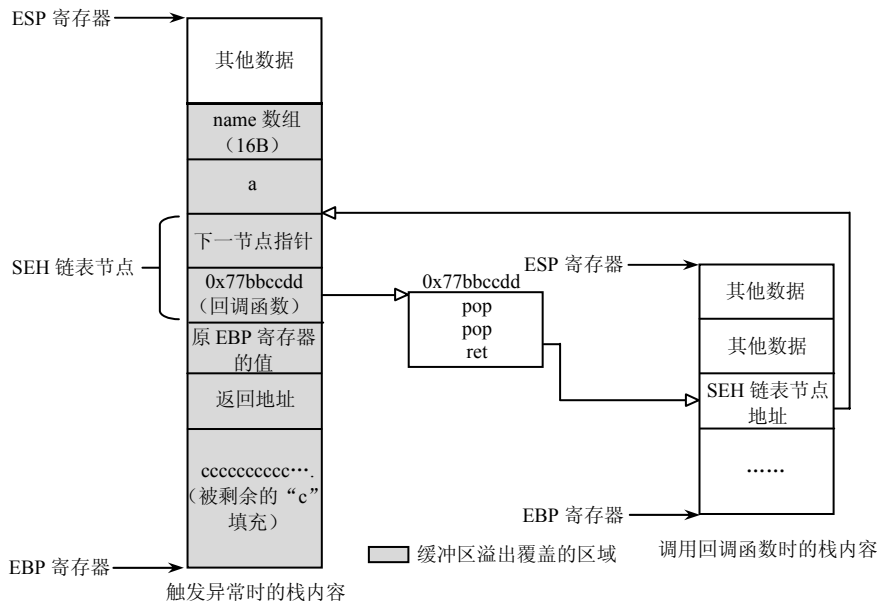 ESP 寄存器
其他数据
name 数组
（16B）
a
下一节点指针
SEH 链表节点
0x77bbccdd
（回调函数）
原 EBP 寄存器
的值
返回地址
cccccccccc….
（被剩余的“c”
填充）
EBP 寄存器
触发异常时的栈内容
0x77bbccdd
pop
pop
ret
缓冲区溢出覆盖的区域
ESP 寄存器
其他数据
其他数据
SEH 链表节点
地址
……
EBP 寄存器
调用回调函数时的栈内容